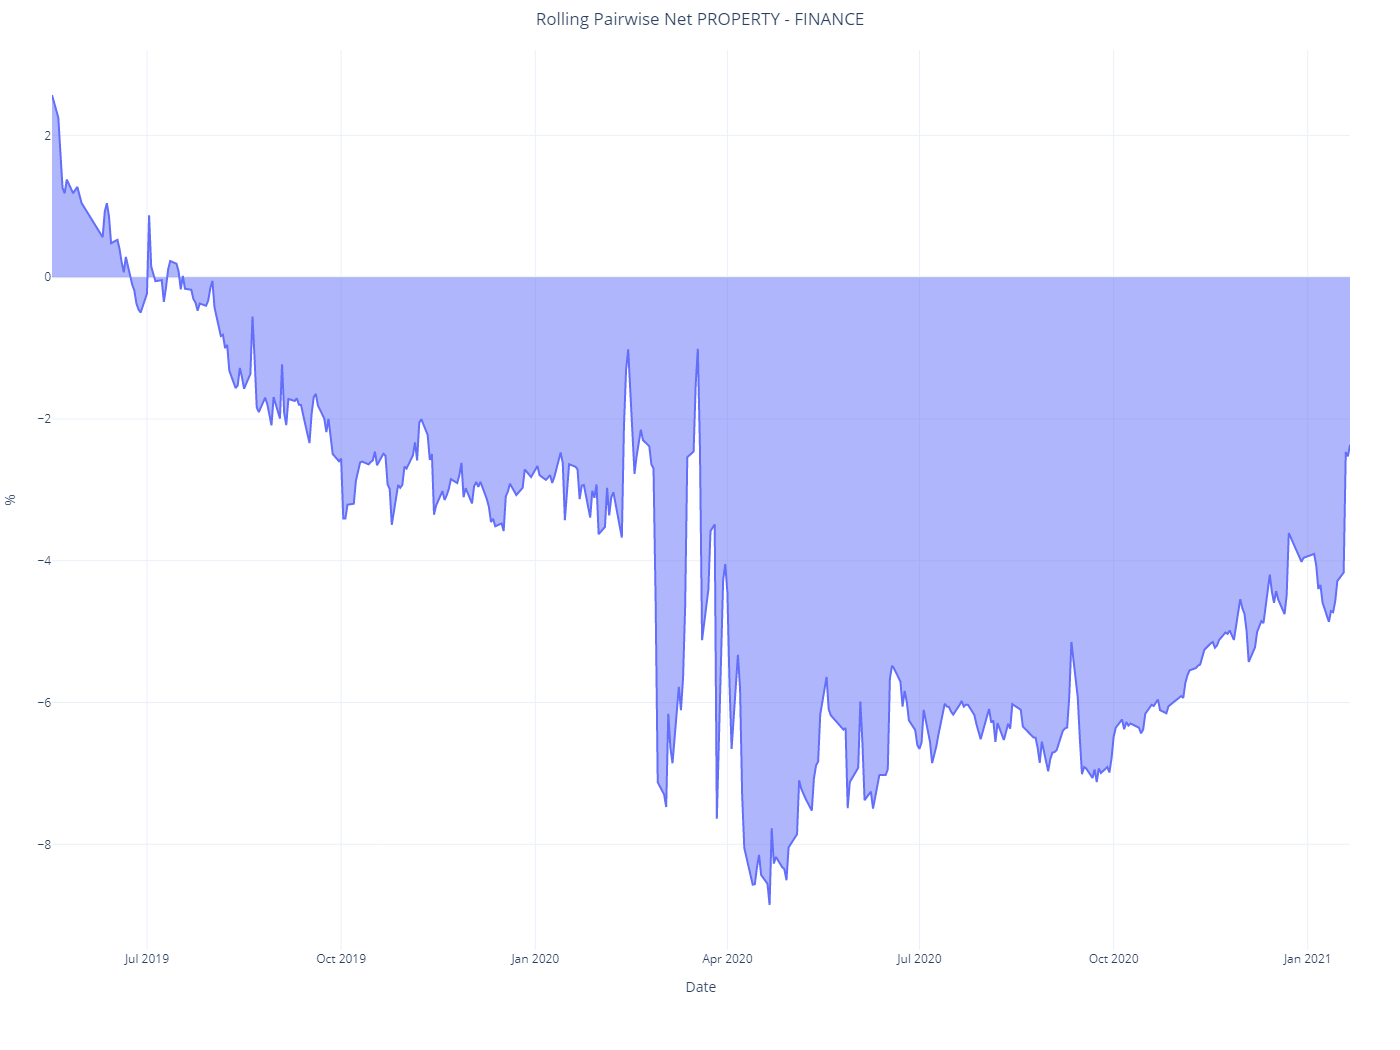 Rolling Pairwise Net PROPERTY - FINANCE
2
0
−2
−4
−6
−8
%
Jul 2019
Oct 2019
Jan 2020
Apr 2020
Jul 2020
Oct 2020
Jan 2021
Date